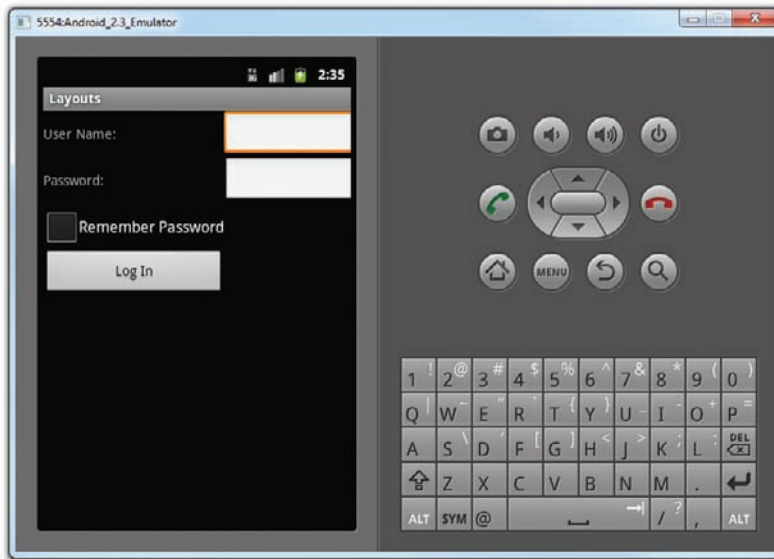 5554:Android_2.3_Emulator
3G 2:35
Layouts
User Name:
Password:
Remember Password
Log In
MENU
1 ! 2 @ 3 # 4 $ 5 % 6 ^ 7 & 8 * 9 ( 0 )
Q | W ~ E " R ` T { Y } U _ I - O + P =
A S \ D ' F [ G ] H < J > K ; L : DEL
Z X C V B N M .
ALT SYM @ / ? , ALT